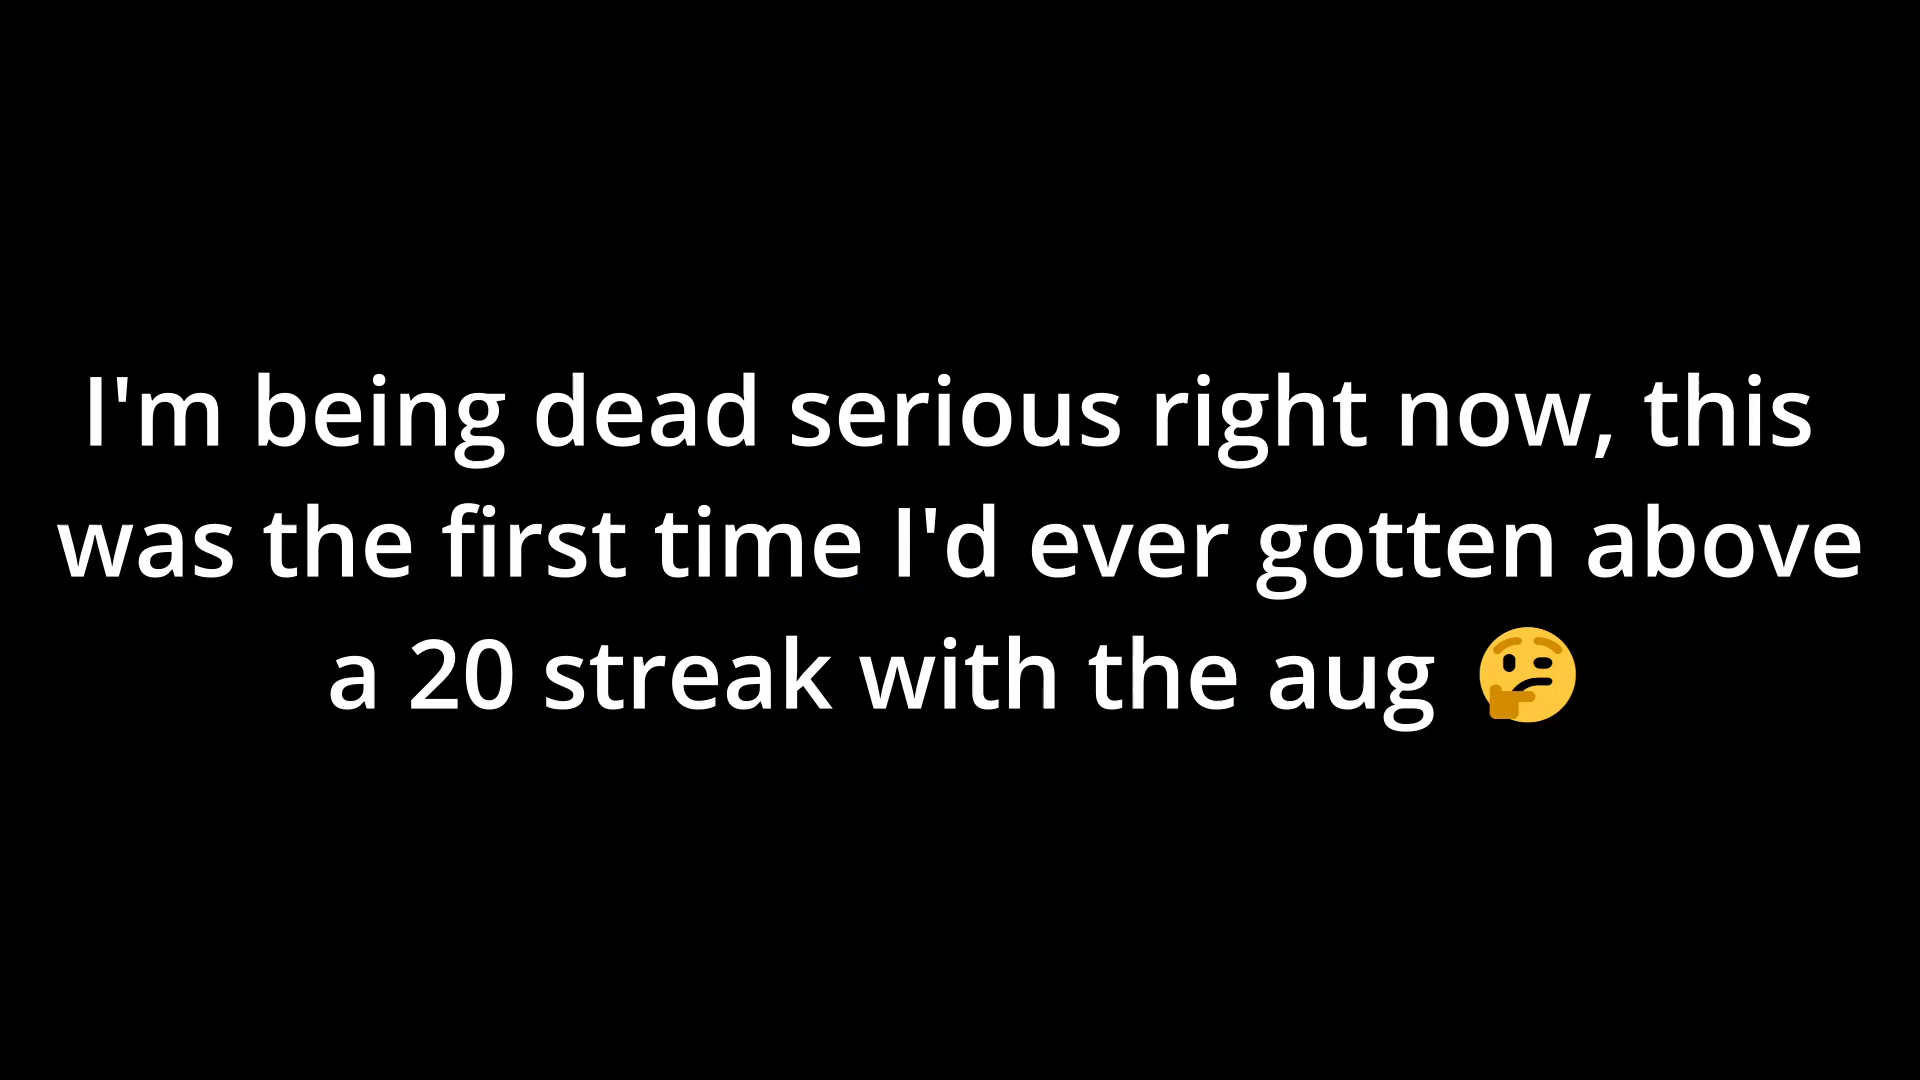 I'm being dead serious right now, this
was the first time I'd ever gotten above
a 20 streak with the aug 🤔